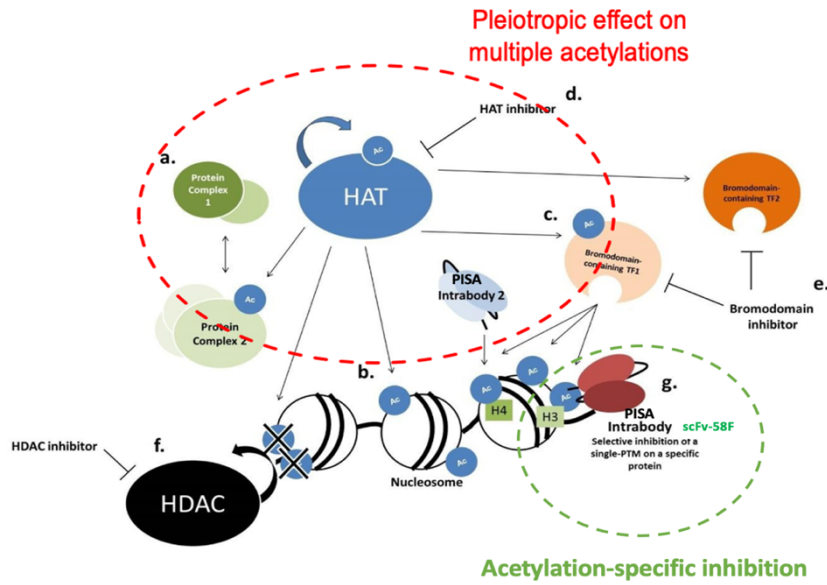 Pleiotropic effect on
multiple acetylations
d.
HAT inhibitor
Ac
a.
HAT
Protein
Complex
1
Bromodomain-
containing TF2
c.
Ac
Bromodomain-
containing TF1
PISA
Intrabody 2
e.
Bromodomain
inhibitor
Ac
Protein
Complex 2
b.
Ac
Ac
Ac
Ac
g.
H4
H3
PISA
Intrabody scFv-58F
Selective inhibition of a
single-PTM on a specific
protein
HDAC inhibitor
f.
Ac
Nucleosome
HDAC
Acetylation-specific inhibition